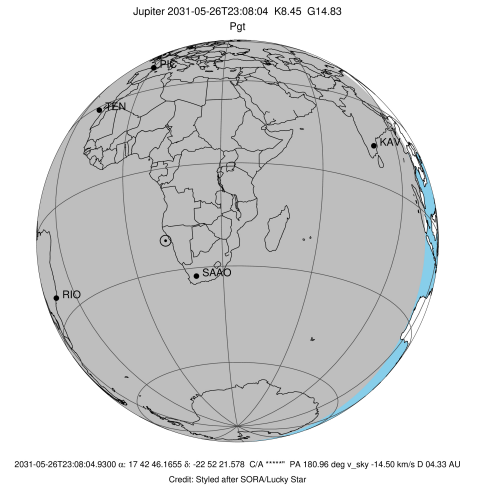 Jupiter 2031-05-26T23:08:04 K8.45 G14.83
Pgt
PIC
TEN
KAV
SAAO
RIO
2031-05-26T23:08:04.9300 α: 17 42 46.1655 δ: -22 52 21.578 C/A *****" PA 180.96 deg v_sky -14.50 km/s D 04.33 AU
Credit: Styled after SORA/Lucky Star